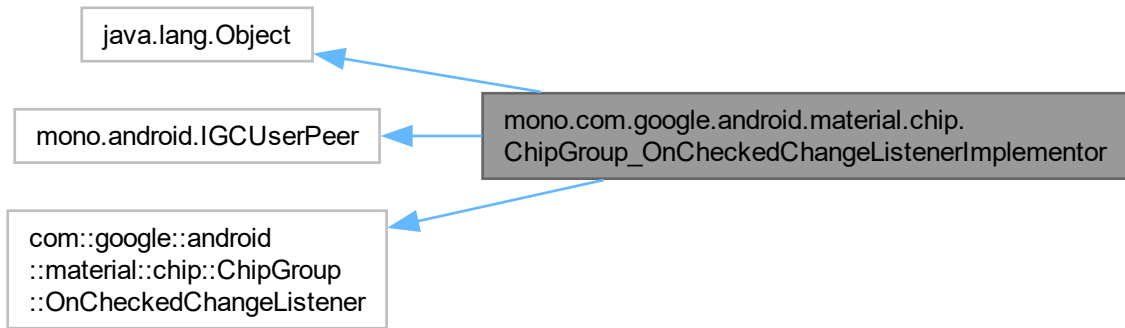 java.lang.Object
mono.android.IGCUserPeer
mono.com.google.android.material.chip.
ChipGroup_OnCheckedChangeListenerImplementor
com::google::android
::material::chip::ChipGroup
::OnCheckedChangeListener